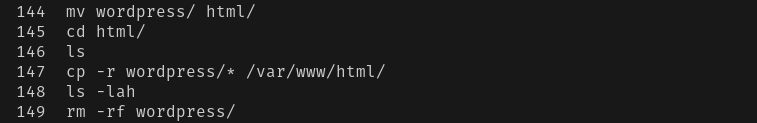 144  mv wordpress/ html/
145  cd html/
146  ls
147  cp -r wordpress/* /var/www/html/
148  ls -lah
149  rm -rf wordpress/